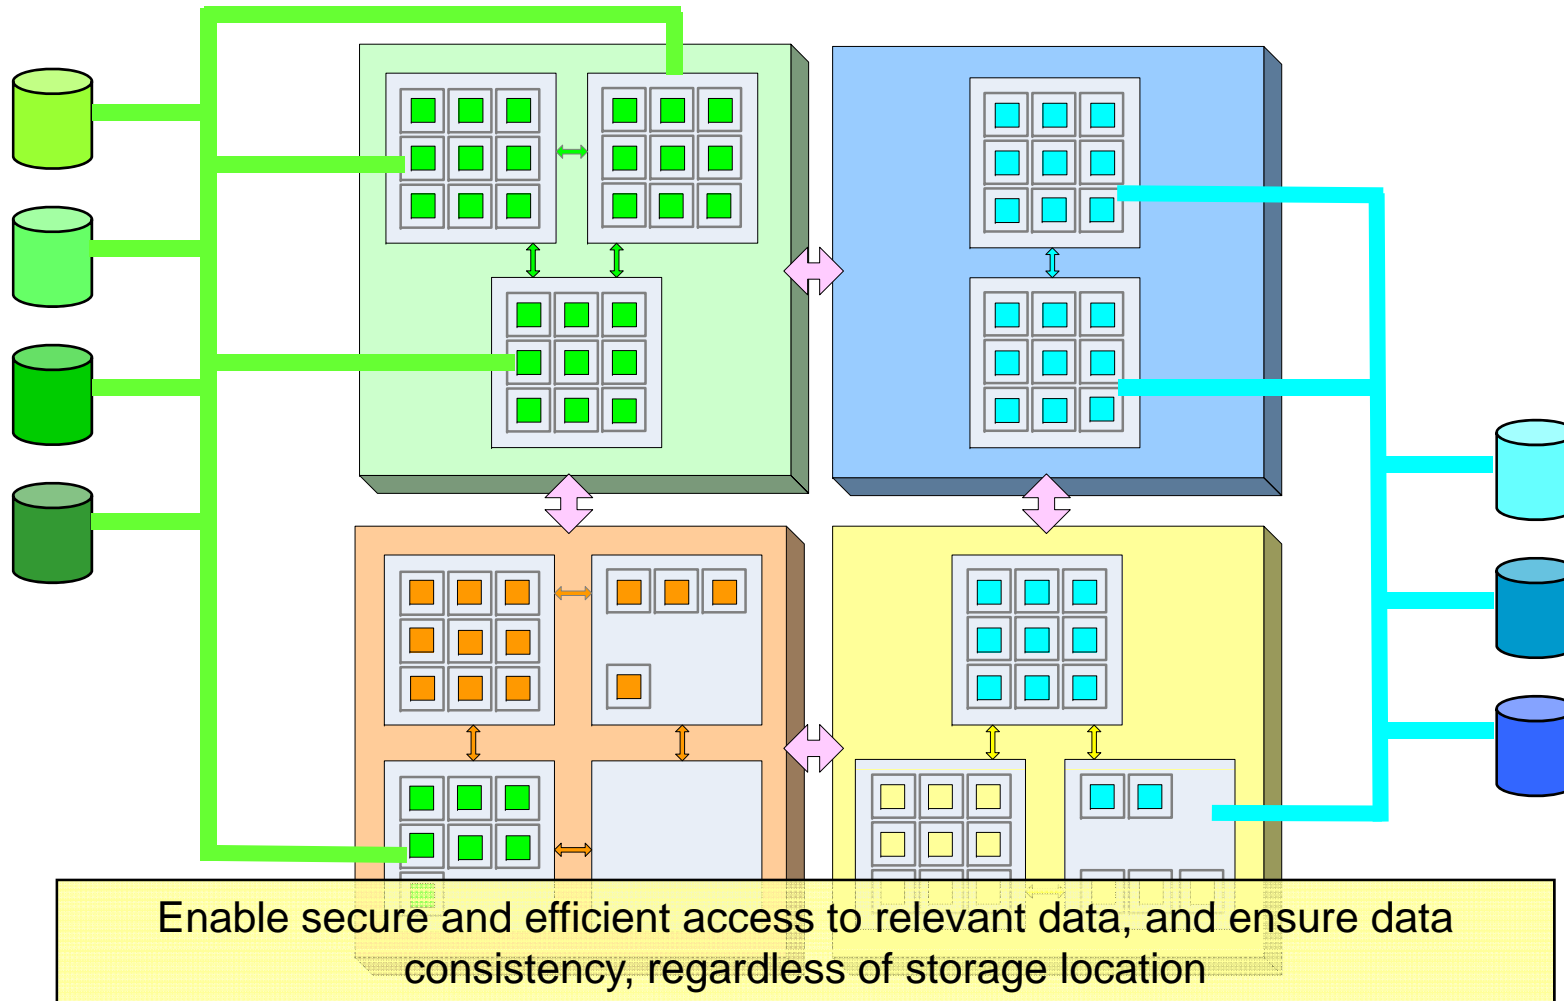 Enable secure and efficient access to relevant data, and ensure data
consistency, regardless of storage location